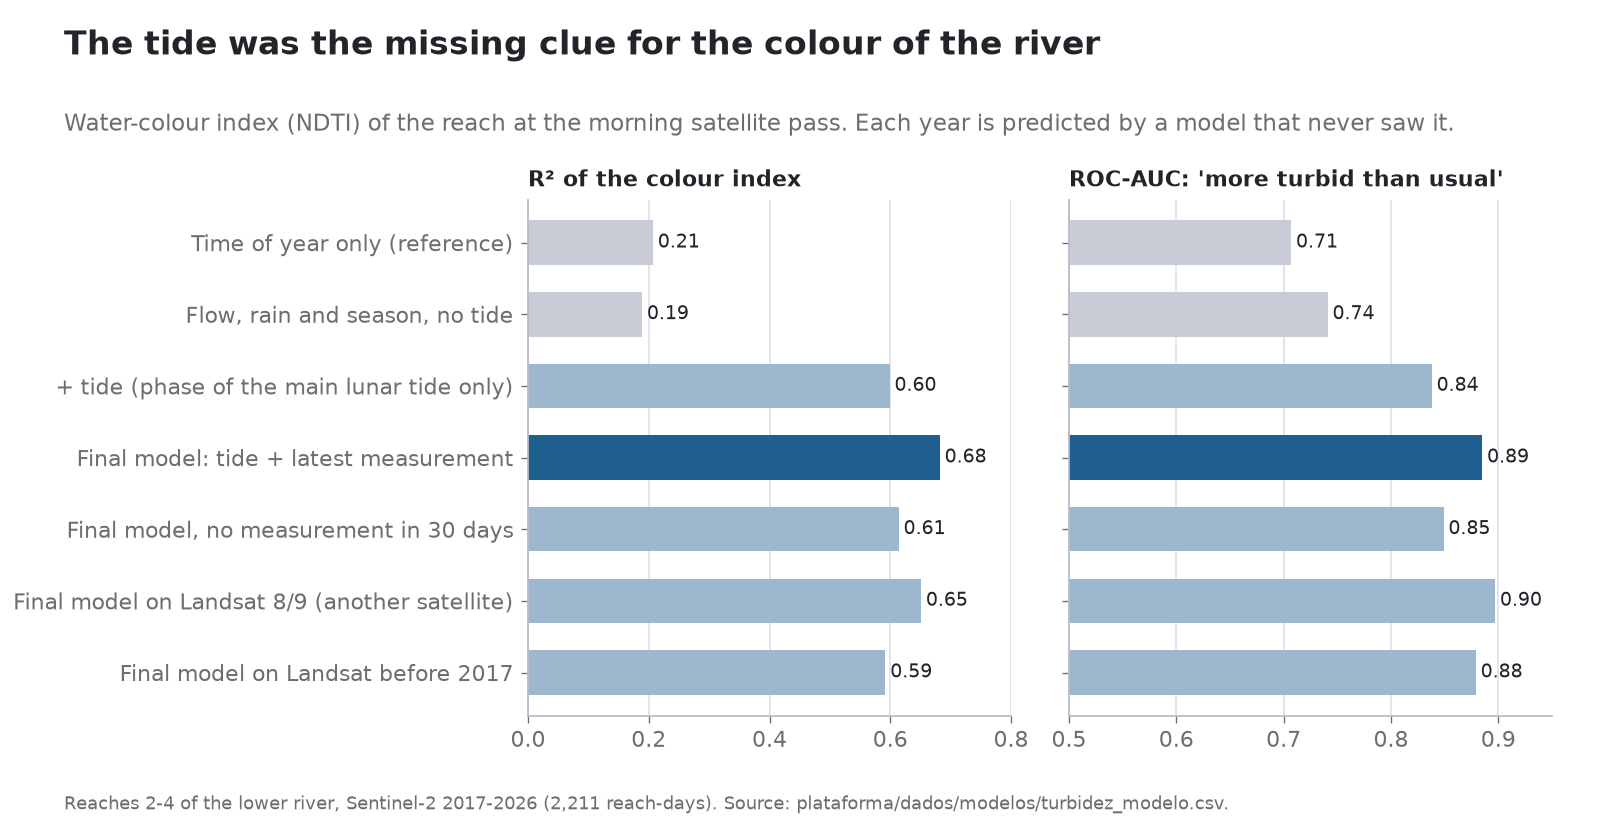 The tide was the missing clue for the colour of the river
Water-colour index (NDTI) of the reach at the morning satellite pass. Each year is predicted by a model that never saw it.
R² of the colour index
ROC-AUC: 'more turbid than usual'
Time of year only (reference)
0.21
0.71
Flow, rain and season, no tide
0.19
0.74
+ tide (phase of the main lunar tide only)
0.60
0.84
Final model: tide + latest measurement
0.68
0.89
Final model, no measurement in 30 days
0.61
0.85
Final model on Landsat 8/9 (another satellite)
0.65
0.90
Final model on Landsat before 2017
0.59
0.88
0.0 0.2 0.4 0.6 0.8
0.5 0.6 0.7 0.8 0.9
Reaches 2-4 of the lower river, Sentinel-2 2017-2026 (2,211 reach-days). Source: plataforma/dados/modelos/turbidez_modelo.csv.